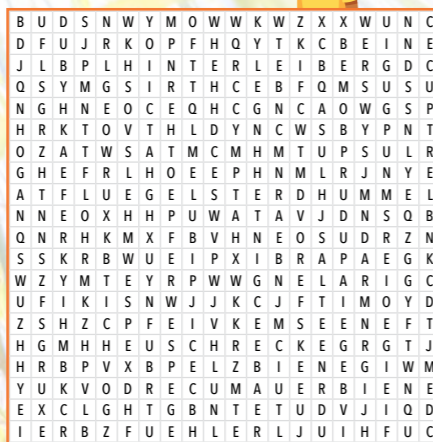 B U D S N W Y M O W W K W Z X X W U N C
D F U J R K O P F H Q Y T K C B E I N E
J L B P L H I N T E R L E I B E R G D C
Q S Y M G S I R T H C E B F Q M S U S U
N G H N E O C E Q H C G N C A O W G S P
H R K T O V T H L D Y N C W S B Y P N T
O Z A T W S A T M C M H M T U P S U L R
G H E F R L H O E E P H N M L R J N Y E
A T F L U E G E L S T E R D H U M M E L
N N E O X H H P U W A T A V J D N S Q B
Q N R H K M X F B V H N E O S U D R Z N
S S K R B W U E I P X I B R A P A E G K
W Z Y M T E Y R P W W G N E L A R I G C
U F I K I S N W J J K C J F T I M O Y D
Z S H Z C P F E I V K E M S E E N E F T
H G M H H E U S C H R E C K E G R G T J
H R B P V X B P E L Z B I E N E G I W M
Y U K V O D R E C U M A U E R B I E N E
E X C L G H T G B N T E T U D V J I Q D
I E R B Z F U E H L E R L J U I H F U C